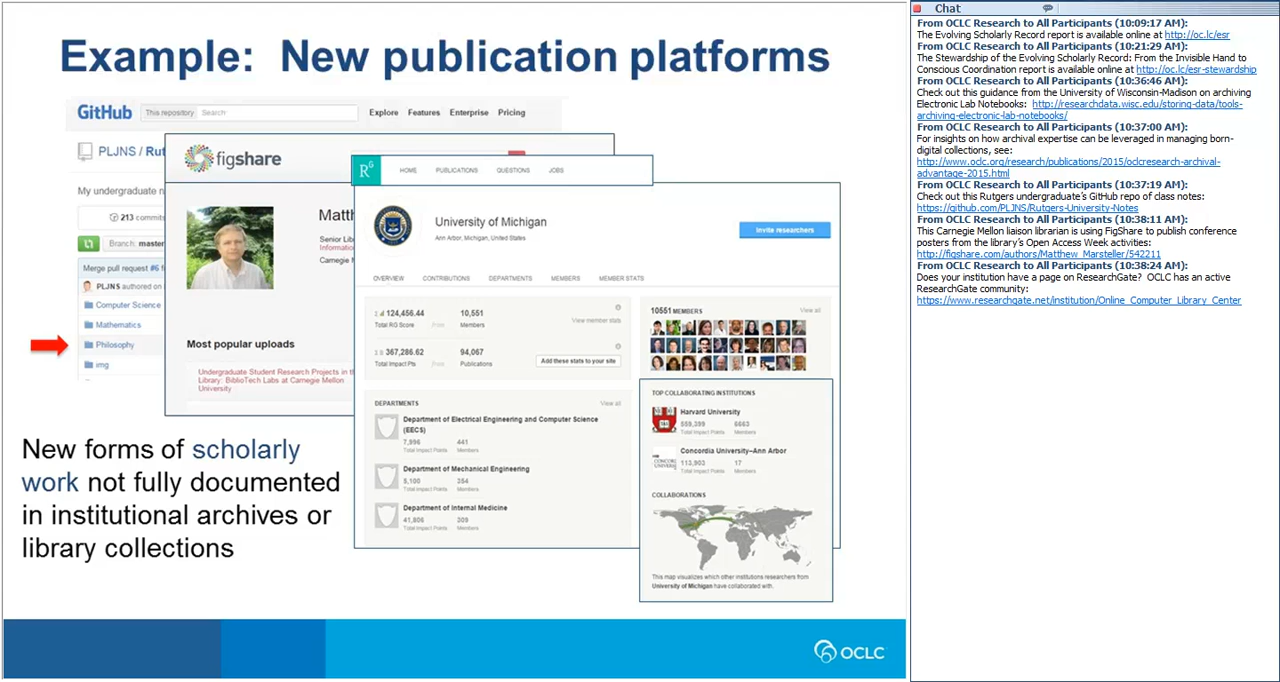 Example: New publication platforms
GitHub This repository Search Explore Features Enterprise Pricing
PLJNS / Rut
My undergraduate n
213 commits
Branch: master
Merge pull request #6 f
PLJNS authored on
Computer Science
Mathematics
Philosophy
img
figshare
Matth
Senior Lib
Informatio
Carnegie M
Most popular uploads
Undergraduate Student Research Projects in the
Library: BiblioTech Labs at Carnegie Mellon
University
RG HOME PUBLICATIONS QUESTIONS JOBS
University of Michigan
Ann Arbor, Michigan, United States
Invite researchers
OVERVIEW CONTRIBUTIONS DEPARTMENTS MEMBERS MEMBER STATS
124,456.44 10,551 View member stats
Total RG Score Members
367,286.62 94,067 Add these stats to your site
Total Impact Pts Publications
10551 MEMBERS View all
DEPARTMENTS View all
Department of Electrical Engineering and Computer Science
(EECS)
7,996 441
Total Impact Points Members
Department of Mechanical Engineering
5,100 354
Total Impact Points Members
Department of Internal Medicine
41,806 309
Total Impact Points Members
TOP COLLABORATING INSTITUTIONS
Harvard University
559,399 6663
Total Impact Points Members
Concordia University–Ann Arbor
113,903 17
Total Impact Points Members
COLLABORATIONS
This map visualizes which other institutions researchers from
University of Michigan have collaborated with.
New forms of scholarly
work not fully documented
in institutional archives or
library collections
OCLC
Chat
From OCLC Research to All Participants (10:09:17 AM):
The Evolving Scholarly Record report is available online at http://oc.lc/esr
From OCLC Research to All Participants (10:21:29 AM):
The Stewardship of the Evolving Scholarly Record: From the Invisible Hand to
Conscious Coordination report is available online at http://oc.lc/esr-stewardship
From OCLC Research to All Participants (10:36:46 AM):
Check out this guidance from the University of Wisconsin-Madison on archiving
Electronic Lab Notebooks: http://researchdata.wisc.edu/storing-data/tools-
archiving-electronic-lab-notebooks/
From OCLC Research to All Participants (10:37:00 AM):
For insights on how archival expertise can be leveraged in managing born-
digital collections, see:
http://www.oclc.org/research/publications/2015/oclcresearch-archival-
advantage-2015.html
From OCLC Research to All Participants (10:37:19 AM):
Check out this Rutgers undergraduate's GitHub repo of class notes:
https://github.com/PLJNS/Rutgers-University-Notes
From OCLC Research to All Participants (10:38:11 AM):
This Carnegie Mellon liaison librarian is using FigShare to publish conference
posters from the library's Open Access Week activities:
http://figshare.com/authors/Matthew_Marsteller/542211
From OCLC Research to All Participants (10:38:24 AM):
Does your institution have a page on ResearchGate? OCLC has an active
ResearchGate community:
https://www.researchgate.net/institution/Online_Computer_Library_Center